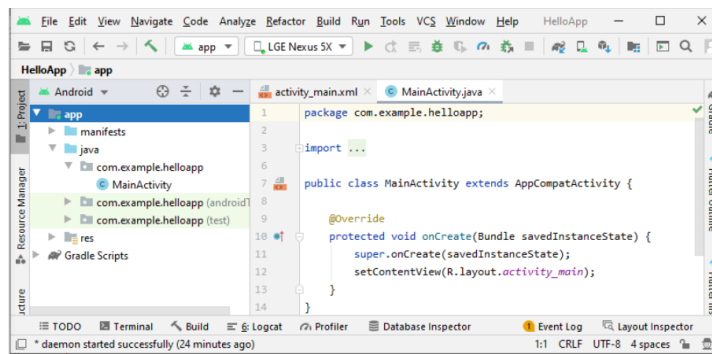 File Edit View Navigate Code Analyze Refactor Build Run Tools VCS Window Help HelloApp
app LGE Nexus 5X
HelloApp app
1: Project
Resource Manager
Android
app
manifests
java
com.example.helloapp
MainActivity
com.example.helloapp
com.example.helloapp (test)
res
Gradle Scripts
activity_main.xml MainActivity.java
1 package com.example.helloapp;
2
3 import ...
6
7 public class MainActivity extends AppCompatActivity {
8
9 @Override
10 protected void onCreate(Bundle savedInstanceState) {
11 super.onCreate(savedInstanceState);
12 setContentView(R.layout.activity_main);
13 }
14 }
TODO Terminal Build 6: Logcat Profiler Database Inspector 1 Event Log Layout Inspector
* daemon started successfully (24 minutes ago) 1:1 CRLF UTF-8 4 spaces